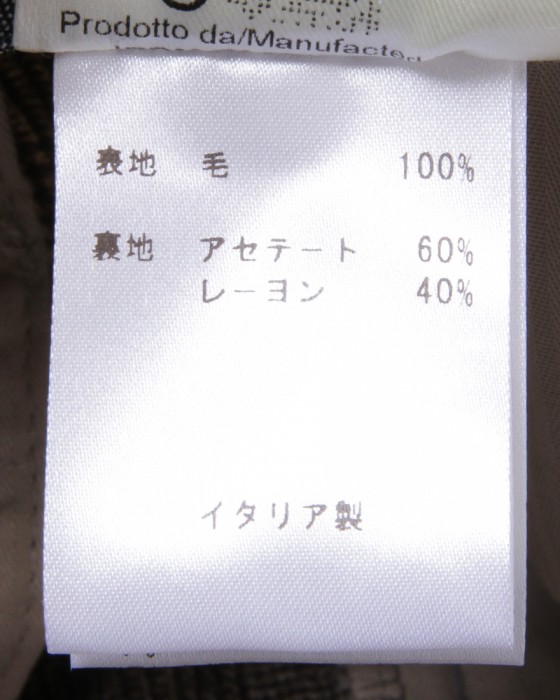 Prodotto da/Manufactor
表地 毛 100%
裏地 アセテート 60%
レーヨン 40%
イタリア製